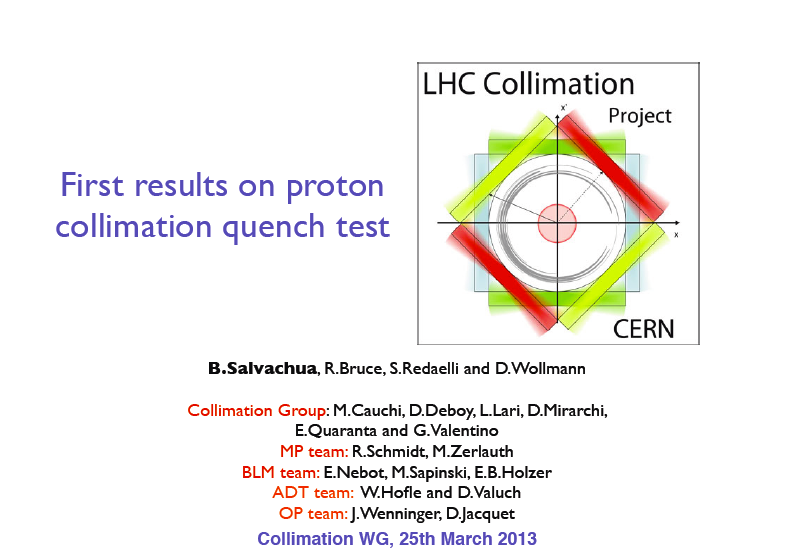 LHC Collimation
Project
x'
x
CERN
First results on proton
collimation quench test
B.Salvachua, R.Bruce, S.Redaelli and D.Wollmann
Collimation Group: M.Cauchi, D.Deboy, L.Lari, D.Mirarchi,
E.Quaranta and G.Valentino
MP team: R.Schmidt, M.Zerlauth
BLM team: E.Nebot, M.Sapinski, E.B.Holzer
ADT team: W.Hofle and D.Valuch
OP team: J.Wenninger, D.Jacquet
Collimation WG, 25th March 2013